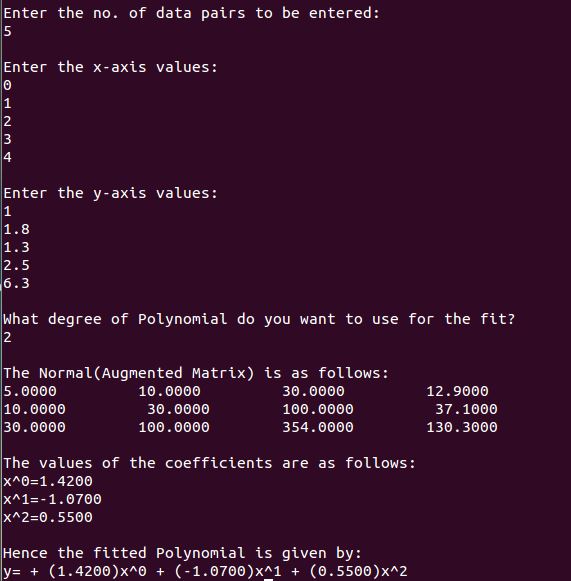 Enter the no. of data pairs to be entered:
5
Enter the x-axis values:
0
1
2
3
4
Enter the y-axis values:
1
1.8
1.3
2.5
6.3
What degree of Polynomial do you want to use for the fit?
2
The Normal(Augmented Matrix) is as follows:
5.0000 10.0000 30.0000 12.9000
10.0000 30.0000 100.0000 37.1000
30.0000 100.0000 354.0000 130.3000
The values of the coefficients are as follows:
x^0=1.4200
x^1=-1.0700
x^2=0.5500
Hence the fitted Polynomial is given by:
y= + (1.4200)x^0 + (-1.0700)x^1 + (0.5500)x^2